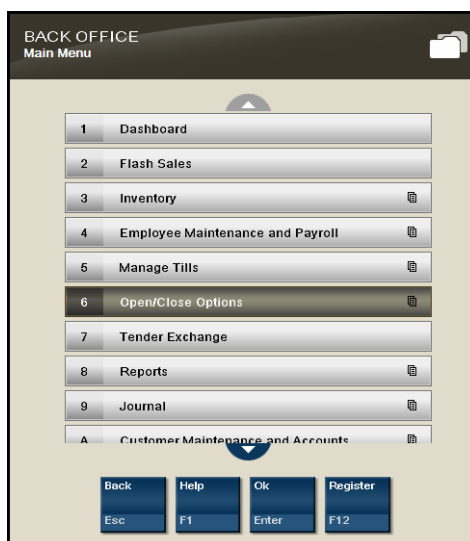 BACK OFFICE
Main Menu
1 Dashboard
2 Flash Sales
3 Inventory
4 Employee Maintenance and Payroll
5 Manage Tills
6 Open/Close Options
7 Tender Exchange
8 Reports
9 Journal
A Customer Maintenance and Accounts
Back Help Ok Register
Esc F1 Enter F12